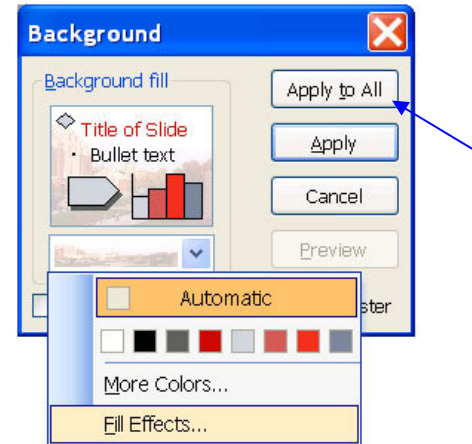 Background
Background fill
Apply to All
Title of Slide
• Bullet text
Apply
Cancel
Preview
Automatic
ster
More Colors...
Fill Effects...